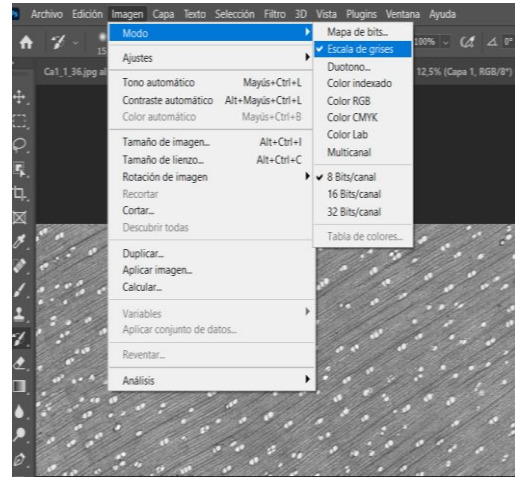 Archivo Edición Imagen Capa Texto Selección Filtro 3D Vista Plugins Ventana Ayuda
15
100%
0°
Ca1_1_36.jpg al
12,5% (Capa 1, RGB/8*)
Modo
Ajustes
Tono automático Mayús+Ctrl+L
Contraste automático Alt+Mayús+Ctrl+L
Color automático Mayús+Ctrl+B
Tamaño de imagen... Alt+Ctrl+I
Tamaño de lienzo... Alt+Ctrl+C
Rotación de imagen
Recortar
Cortar...
Descubrir todas
Duplicar...
Aplicar imagen...
Calcular...
Variables
Aplicar conjunto de datos...
Reventar...
Análisis
Mapa de bits...
Escala de grises
Duotono...
Color indexado
Color RGB
Color CMYK
Color Lab
Multicanal
8 Bits/canal
16 Bits/canal
32 Bits/canal
Tabla de colores...